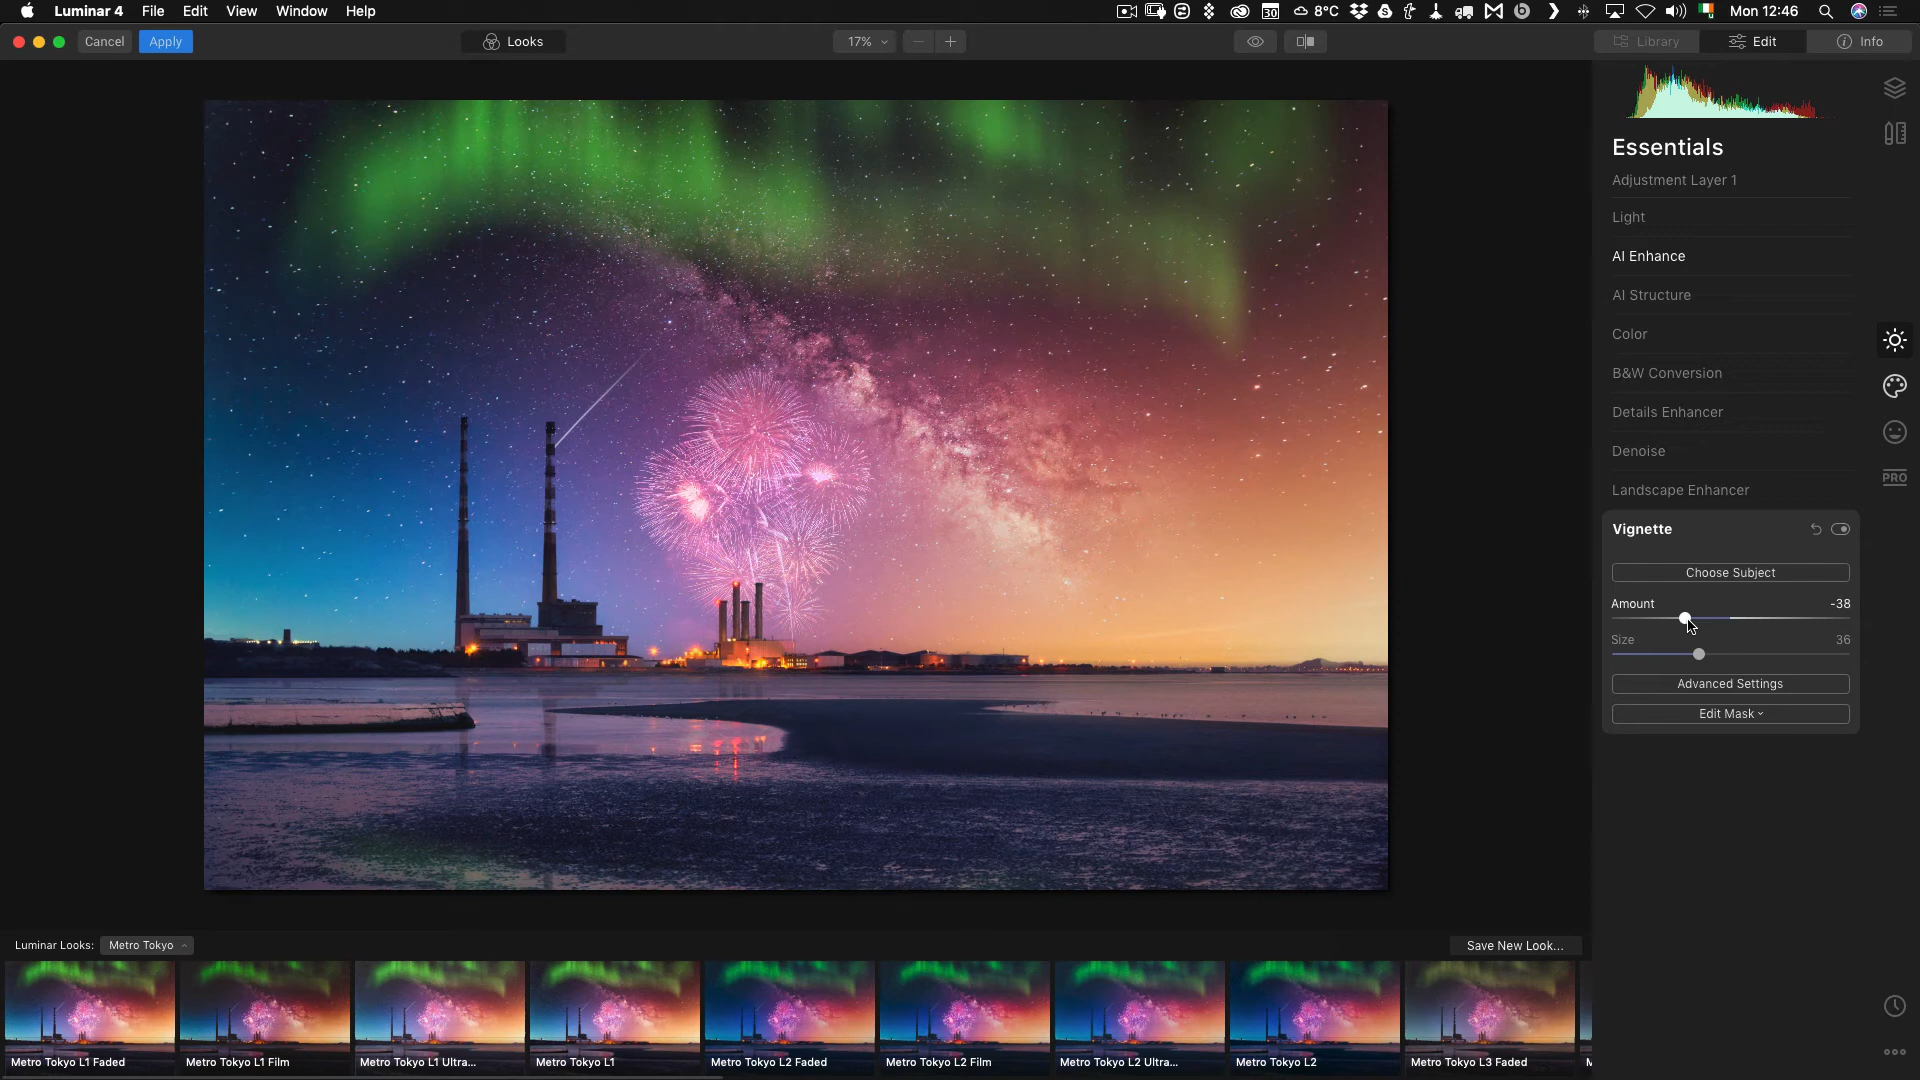 Luminar 4 File Edit View Window Help 30 8°C Mon 12:46
Cancel Apply Looks 17% Library Edit Info
Essentials
Adjustment Layer 1
Light
AI Enhance
AI Structure
Color
B&W Conversion
Details Enhancer
Denoise
PRO
Landscape Enhancer
Vignette
Choose Subject
Amount -38
Size 36
Advanced Settings
Edit Mask
Luminar Looks: Metro Tokyo Save New Look...
Metro Tokyo L1 Faded Metro Tokyo L1 Film Metro Tokyo L1 Ultra... Metro Tokyo L1 Metro Tokyo L2 Faded Metro Tokyo L2 Film Metro Tokyo L2 Ultra... Metro Tokyo L2 Metro Tokyo L3 Faded